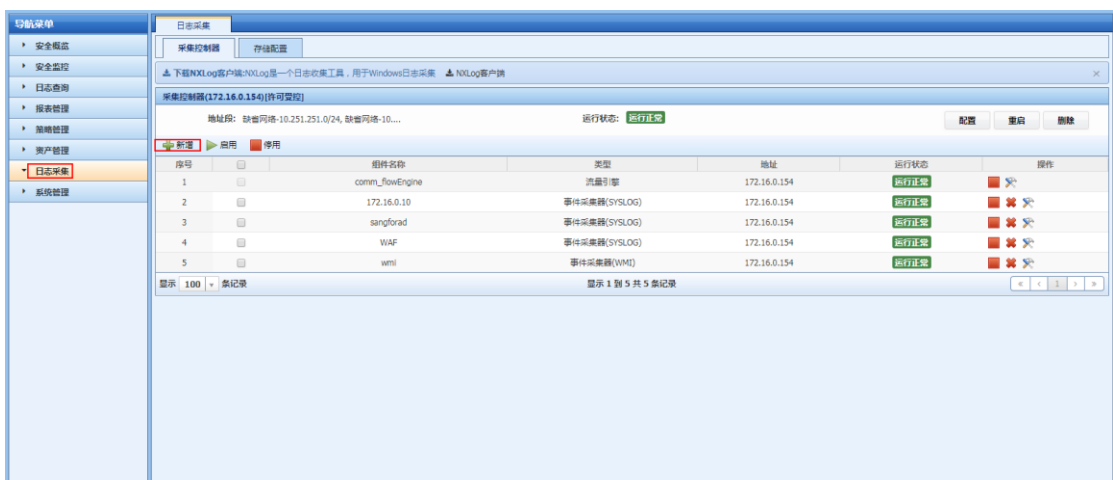 导航菜单
安全概览
安全监控
日志查询
报表管理
策略管理
资产管理
日志采集
系统管理
日志采集
采集控制器 存储配置
下载NXLog客户端:NXLog是一个日志收集工具，用于Windows日志采集 NXLog客户端 ×
采集控制器(172.16.0.154)[许可受控]
地址段: 缺省网络-10.251.251.0/24, 缺省网络-10.... 运行状态: 运行正常 配置 重启 删除
新增 启用 停用
序号 组件名称 类型 地址 运行状态 操作
1 comm_flowEngine 流量引擎 172.16.0.154 运行正常
2 172.16.0.10 事件采集器(SYSLOG) 172.16.0.154 运行正常
3 sangforad 事件采集器(SYSLOG) 172.16.0.154 运行正常
4 WAF 事件采集器(SYSLOG) 172.16.0.154 运行正常
5 wmi 事件采集器(WMI) 172.16.0.154 运行正常
显示 100 条记录 显示 1 到 5 共 5 条记录 « ‹ 1 › »